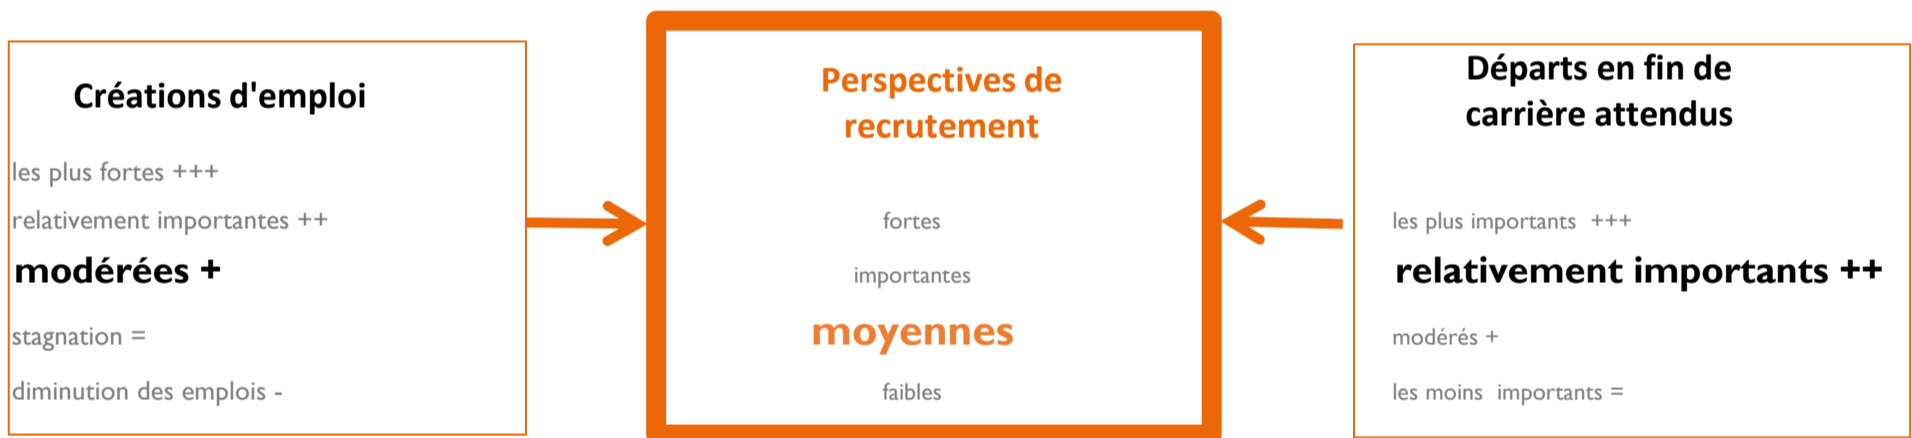 Créations d'emploi
les plus fortes +++
relativement importantes ++
modérées +
stagnation =
diminution des emplois -
Perspectives de
recrutement
fortes
importantes
moyennes
faibles
Départs en fin de
carrière attendus
les plus importants +++
relativement importants ++
modérés +
les moins importants =